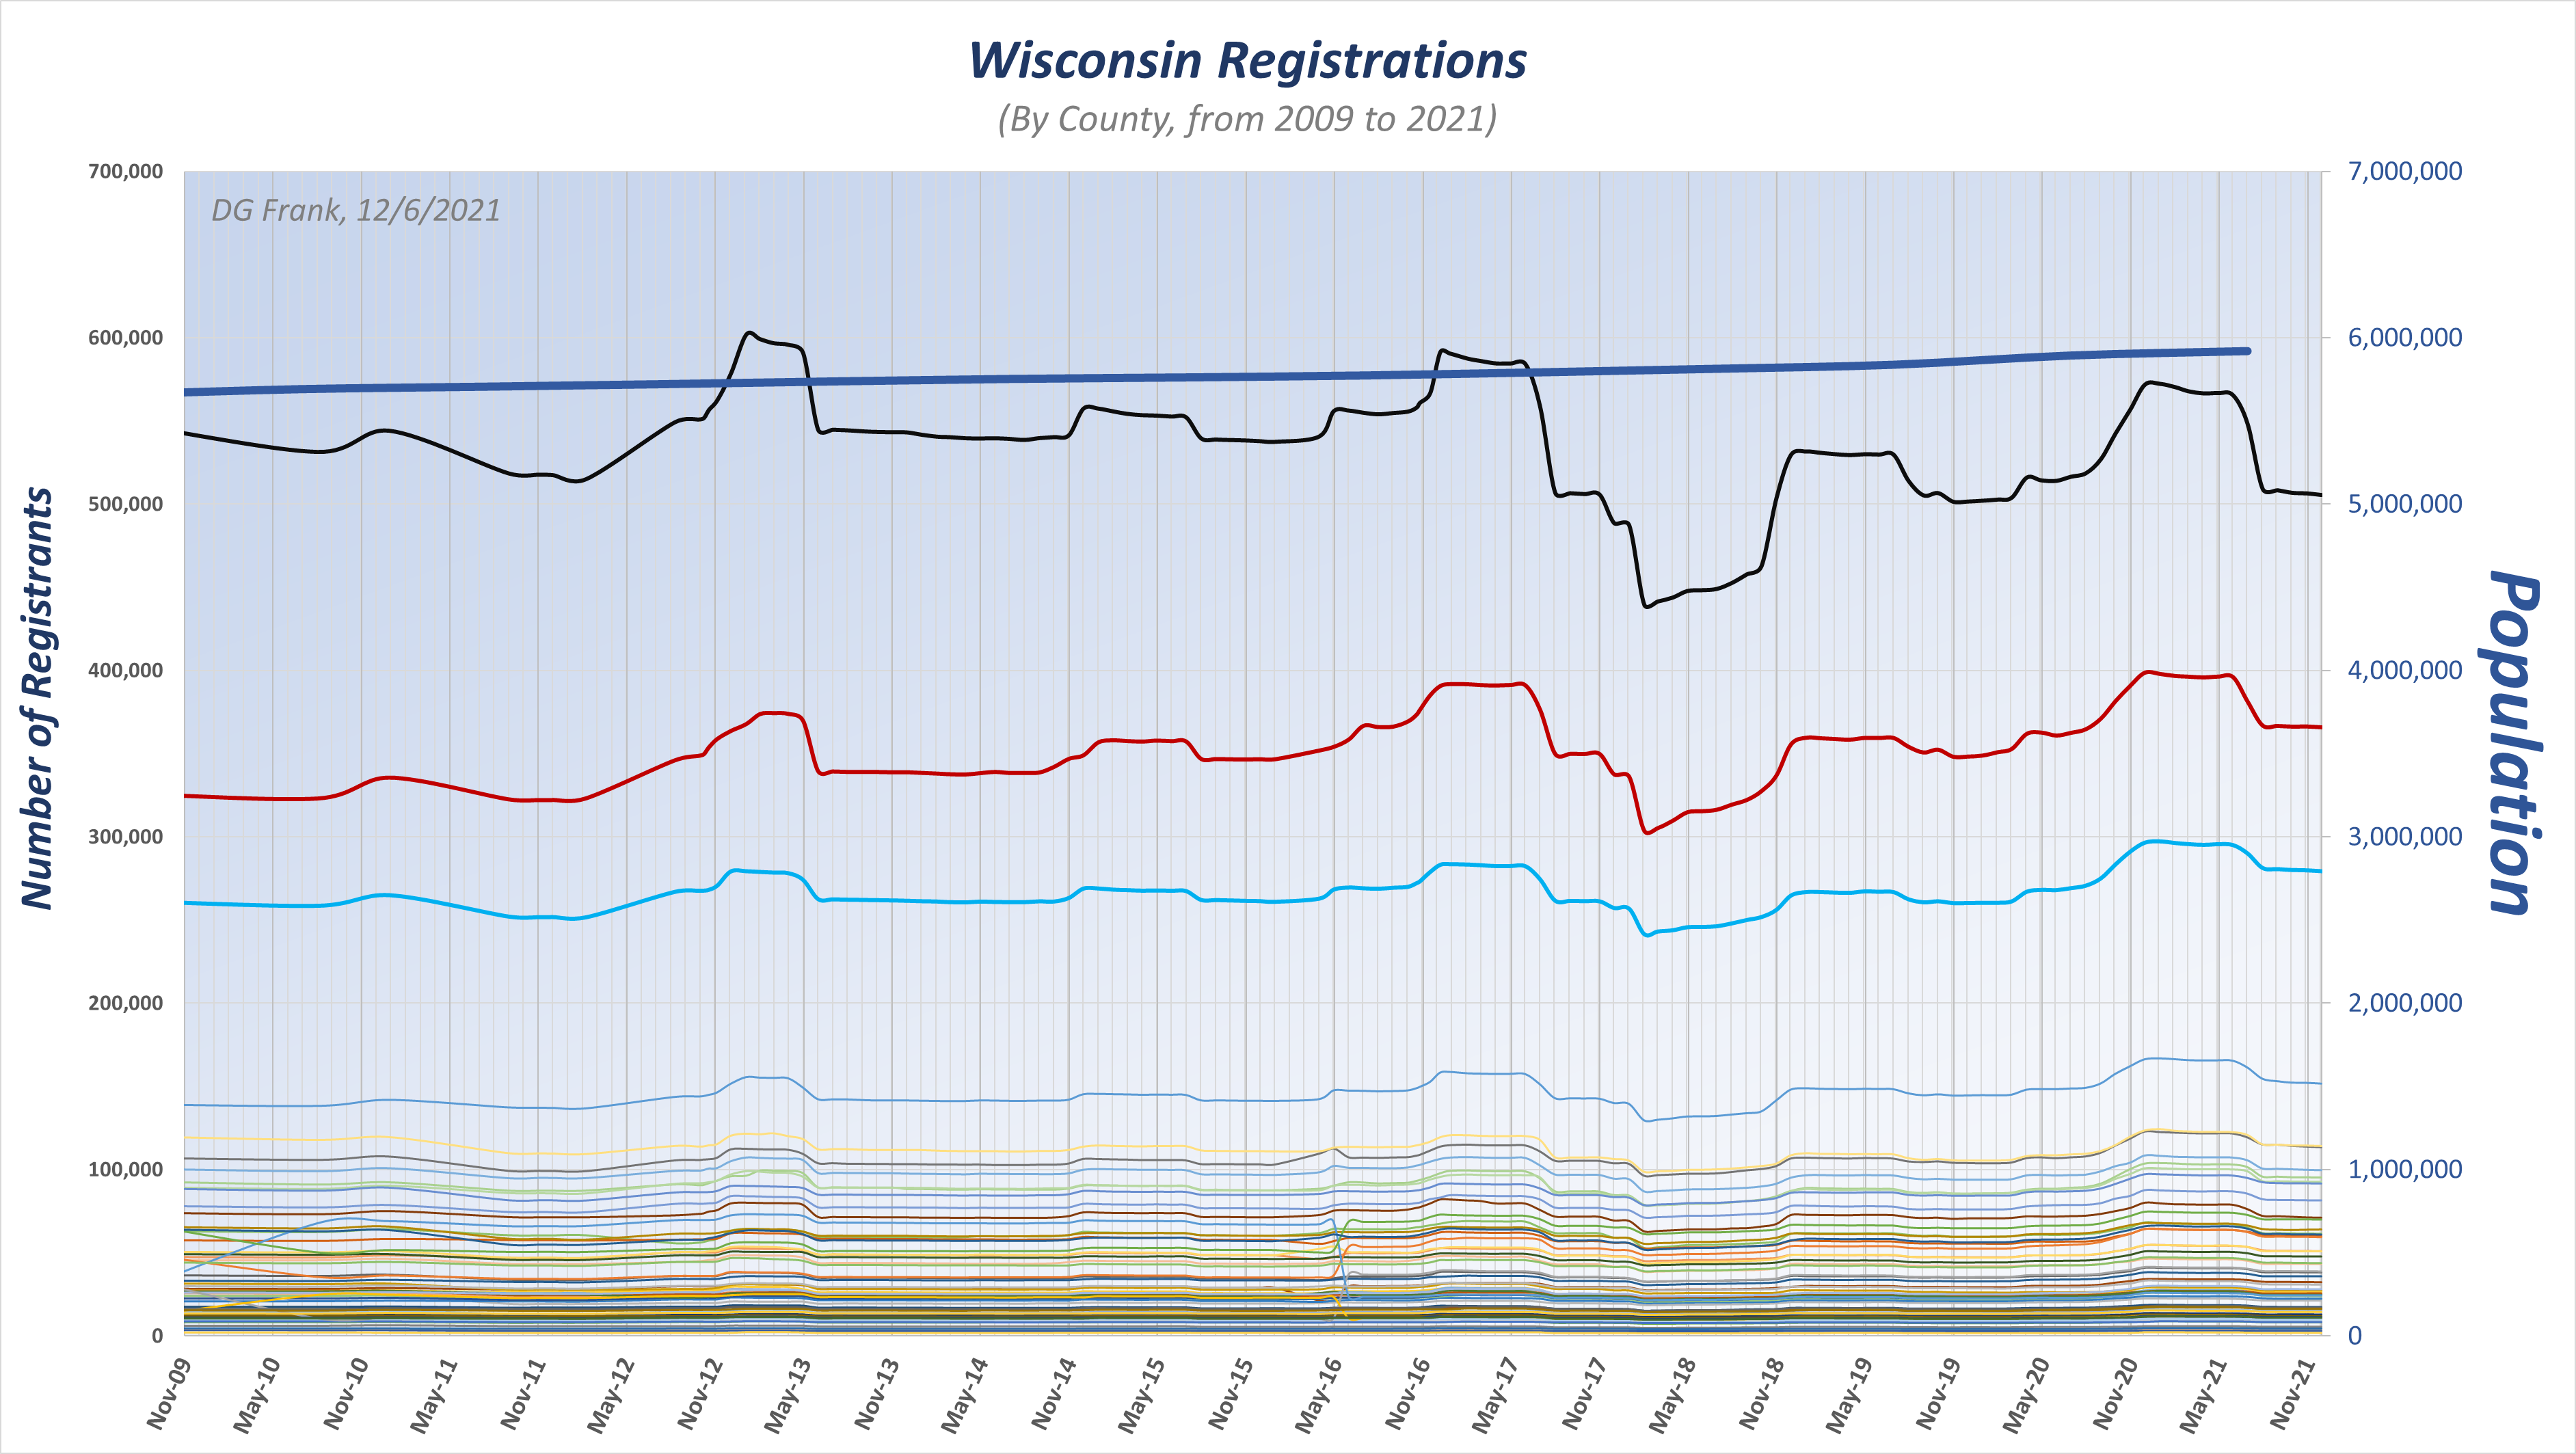 Wisconsin Registrations
(By County, from 2009 to 2021)
DG Frank, 12/6/2021
Number of Registrants
700,000
600,000
500,000
400,000
300,000
200,000
100,000
0
7,000,000
6,000,000
5,000,000
4,000,000
3,000,000
2,000,000
1,000,000
0
Population
Nov-09
May-10
Nov-10
May-11
Nov-11
May-12
Nov-12
May-13
Nov-13
May-14
Nov-14
May-15
Nov-15
May-16
Nov-16
May-17
Nov-17
May-18
Nov-18
May-19
Nov-19
May-20
Nov-20
May-21
Nov-21